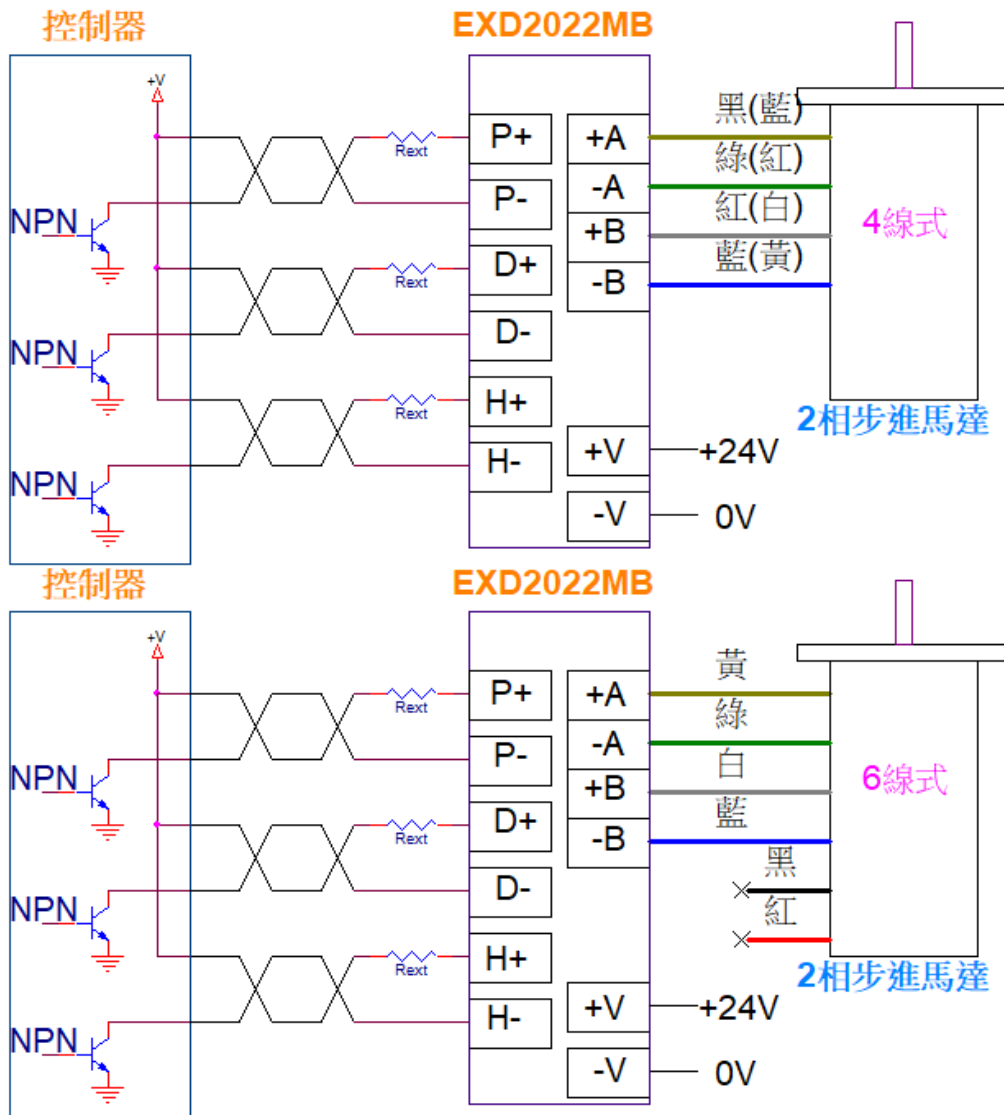 控制器
EXD2022MB
+V
P+
+A
黑(藍)
Rext
P-
-A
綠(紅)
NPN
+B
紅(白)
4線式
D+
Rext
-B
藍(黃)
D-
NPN
H+
Rext
2相步進馬達
H-
+V
+24V
NPN
-V
0V
控制器
EXD2022MB
+V
P+
+A
黃
Rext
P-
-A
綠
NPN
+B
白
6線式
D+
Rext
-B
藍
D-
黑
NPN
紅
H+
Rext
2相步進馬達
H-
+V
+24V
NPN
-V
0V